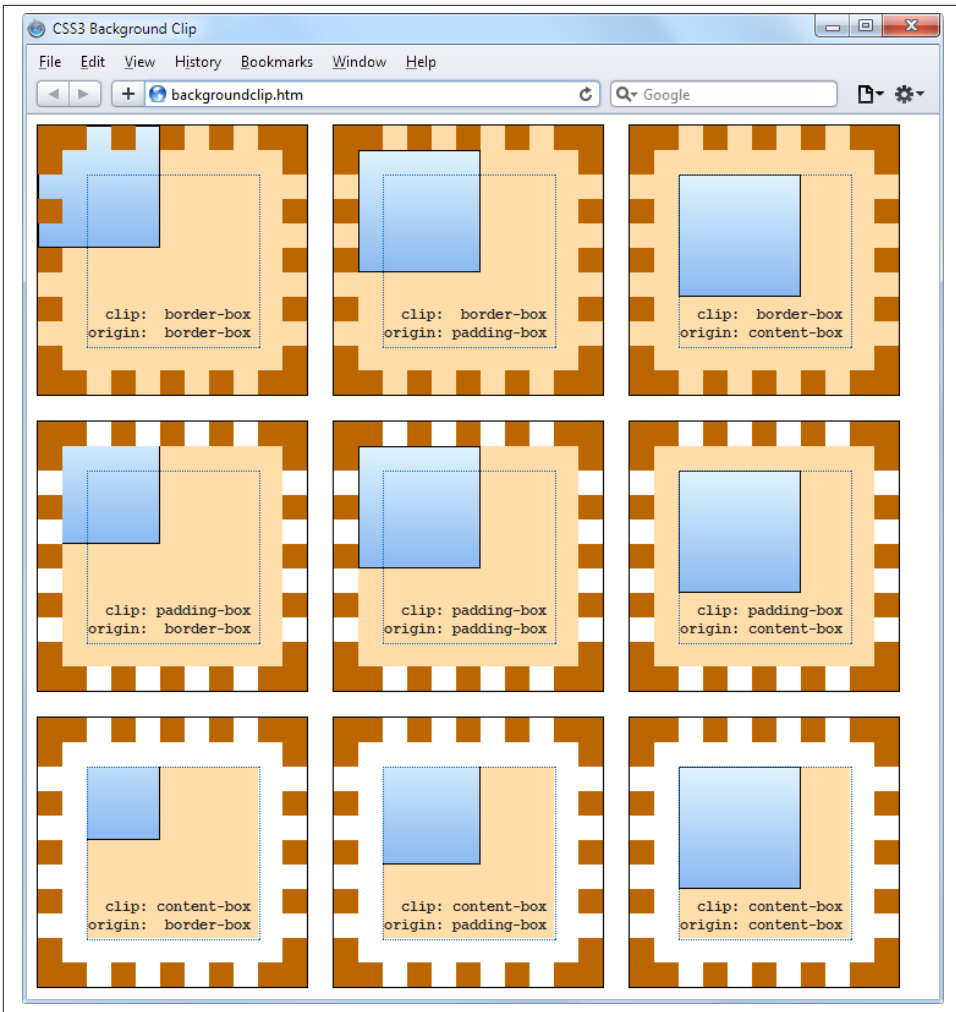 CSS3 Background Clip
File Edit View History Bookmarks Window Help
backgroundclip.htm
Google
clip: border-box
origin: border-box
clip: border-box
origin: padding-box
clip: border-box
origin: content-box
clip: padding-box
origin: border-box
clip: padding-box
origin: padding-box
clip: padding-box
origin: content-box
clip: content-box
origin: border-box
clip: content-box
origin: padding-box
clip: content-box
origin: content-box